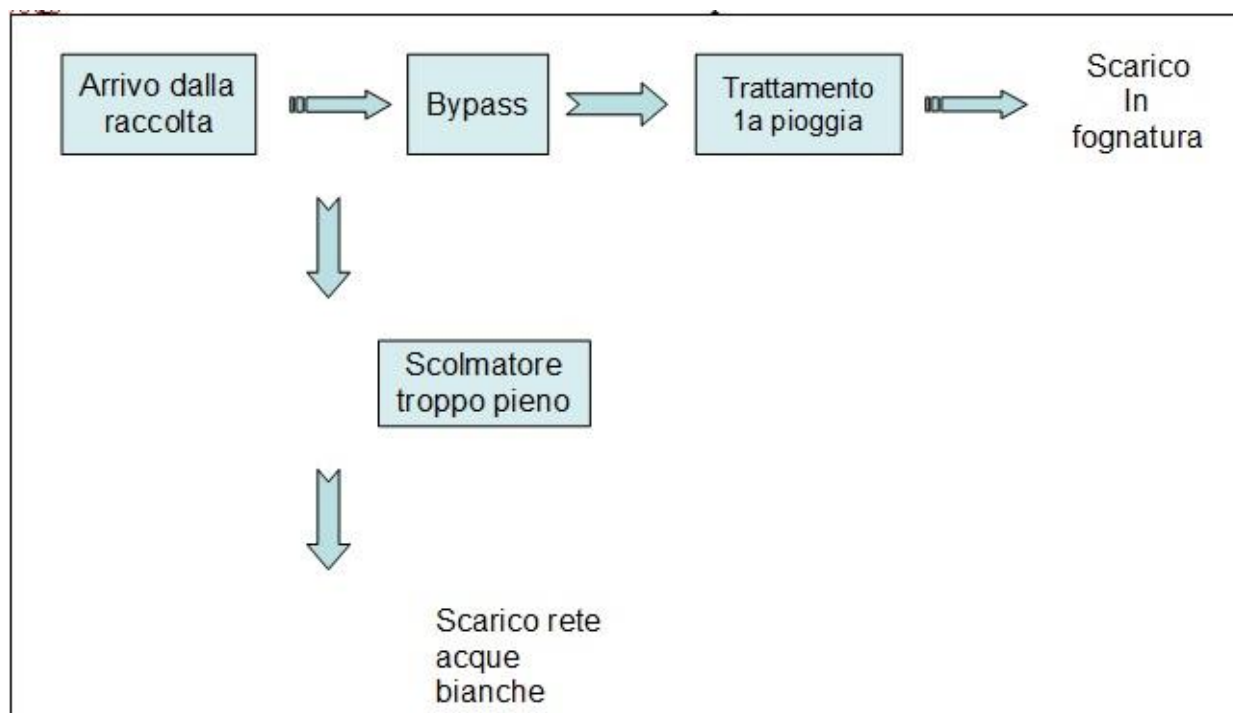 Arrivo dalla
raccolta
Bypass
Trattamento
1a pioggia
Scarico
In
fognatura
Scolmatore
troppo pieno
Scarico rete
acque
bianche